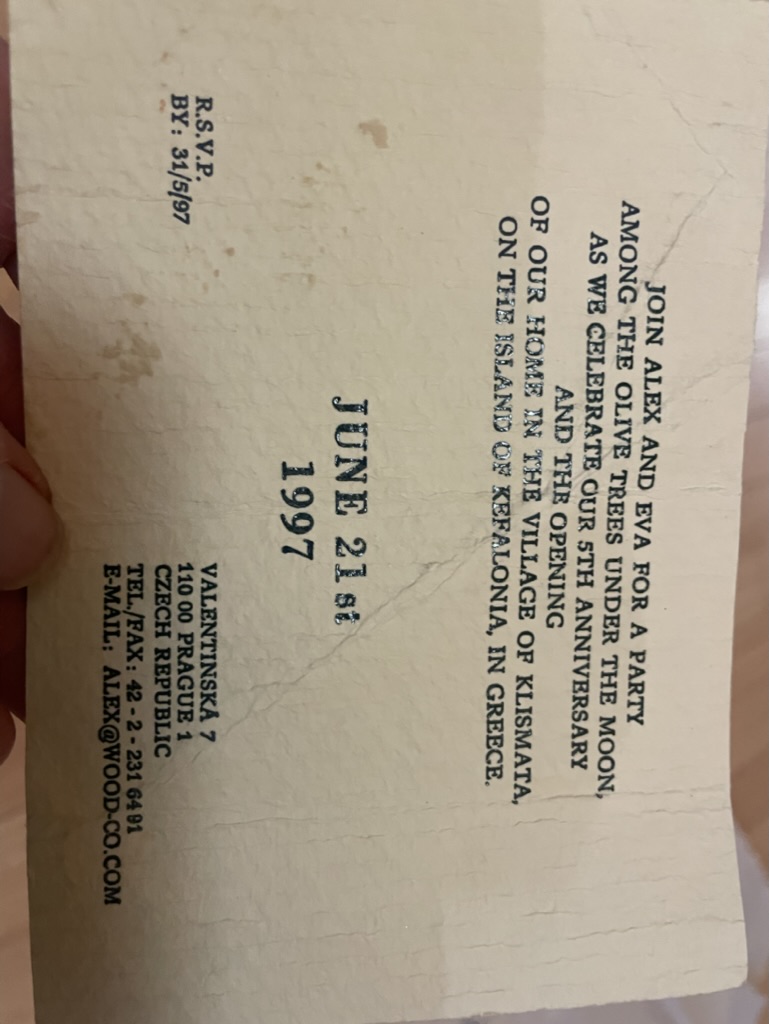 JOIN ALEX AND EVA FOR A PARTY
AMONG THE OLIVE TREES UNDER THE MOON,
AS WE CELEBRATE OUR 5TH ANNIVERSARY
AND THE OPENING
OF OUR HOME IN THE VILLAGE OF KLISMATA,
ON THE ISLAND OF KEFALONIA, IN GREECE.
JUNE 21st
1997
R.S.V.P.
BY: 31/5/97
VALENTINSKÁ 7
110 00 PRAGUE 1
CZECH REPUBLIC
TEL./FAX: 42 - 2 - 231 6491
E-MAIL: ALEX@WOOD-CO.COM